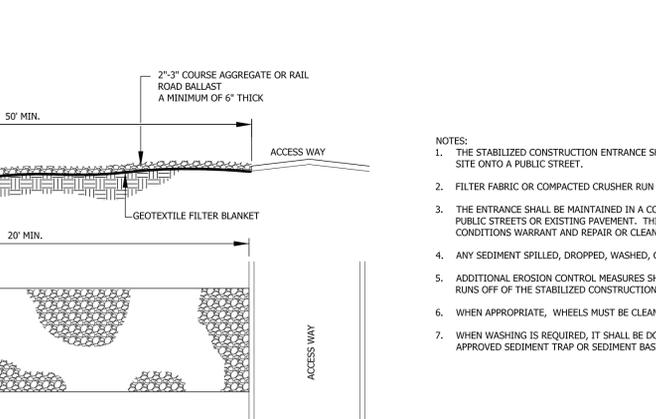 2"-3" COURSE AGGREGATE OR RAIL
ROAD BALLAST
A MINIMUM OF 6" THICK
50' MIN.
ACCESS WAY
GEOTEXTILE FILTER BLANKET
20' MIN.
ACCESS WAY
NOTES:
1. THE STABILIZED CONSTRUCTION ENTRANCE
SITE ONTO A PUBLIC STREET.
2. FILTER FABRIC OR COMPACTED CRUSHER RUN
3. THE ENTRANCE SHALL BE MAINTAINED IN A
PUBLIC STREETS OR EXISTING PAVEMENT.
CONDITIONS WARRANT AND REPAIR OR
4. ANY SEDIMENT SPILLED, DROPPED, WASHED,
5. ADDITIONAL EROSION CONTROL MEASURES
RUNS OFF OF THE STABILIZED CONSTRUCTION
6. WHEN APPROPRIATE, WHEELS MUST BE
7. WHEN WASHING IS REQUIRED, IT SHALL BE
APPROVED SEDIMENT TRAP OR SEDIMENT